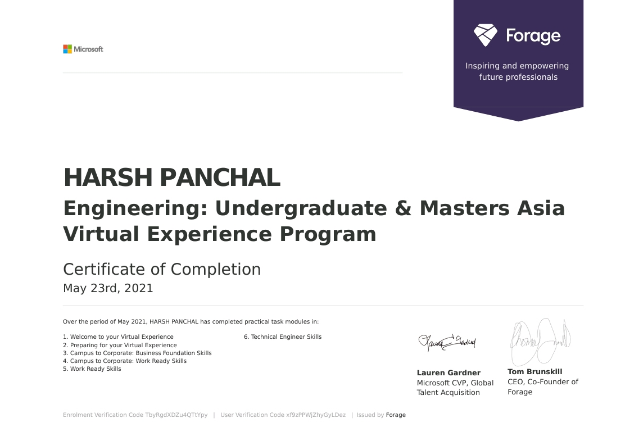 Microsoft
Forage
Inspiring and empowering
future professionals
HARSH PANCHAL
Engineering: Undergraduate & Masters Asia
Virtual Experience Program
Certificate of Completion
May 23rd, 2021
Over the period of May 2021, HARSH PANCHAL has completed practical task modules in:
1. Welcome to your Virtual Experience
2. Preparing for your Virtual Experience
3. Campus to Corporate: Business Foundation Skills
4. Campus to Corporate: Work Ready Skills
5. Work Ready Skills
6. Technical Engineer Skills
Lauren Gardner
Microsoft CVP, Global
Talent Acquisition
Tom Brunskill
CEO, Co-Founder of
Forage
Enrolment Verification Code TbyRgdXDZu4QTtYpy | User Verification Code xf9zPPWJZhyGyLDez | Issued by Forage